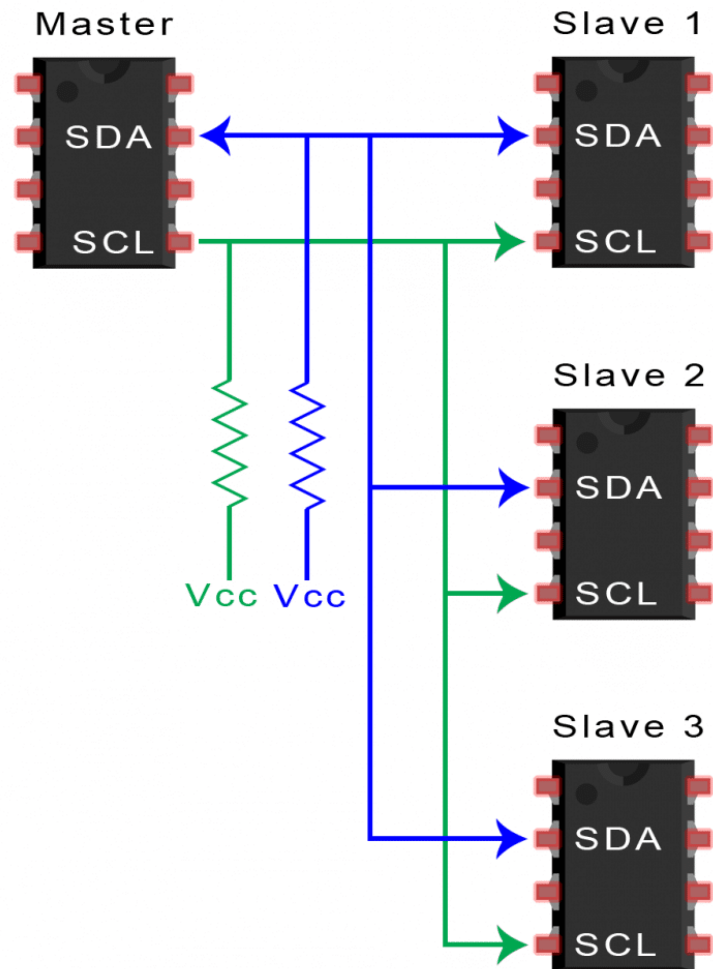 Master
Slave 1
SDA
SDA
SCL
SCL
Slave 2
SDA
Vcc Vcc
SCL
Slave 3
SDA
SCL